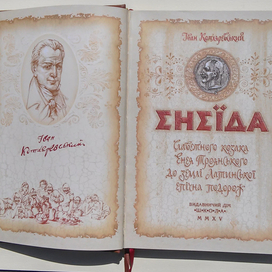 Іван
Котляревський
Іван Котляревський
ЕНЕЇДА
козака
Енея Троянського
до землі Латинської
епічна подорож
ВИДАВНИЧИЙ ДІМ
MMXV